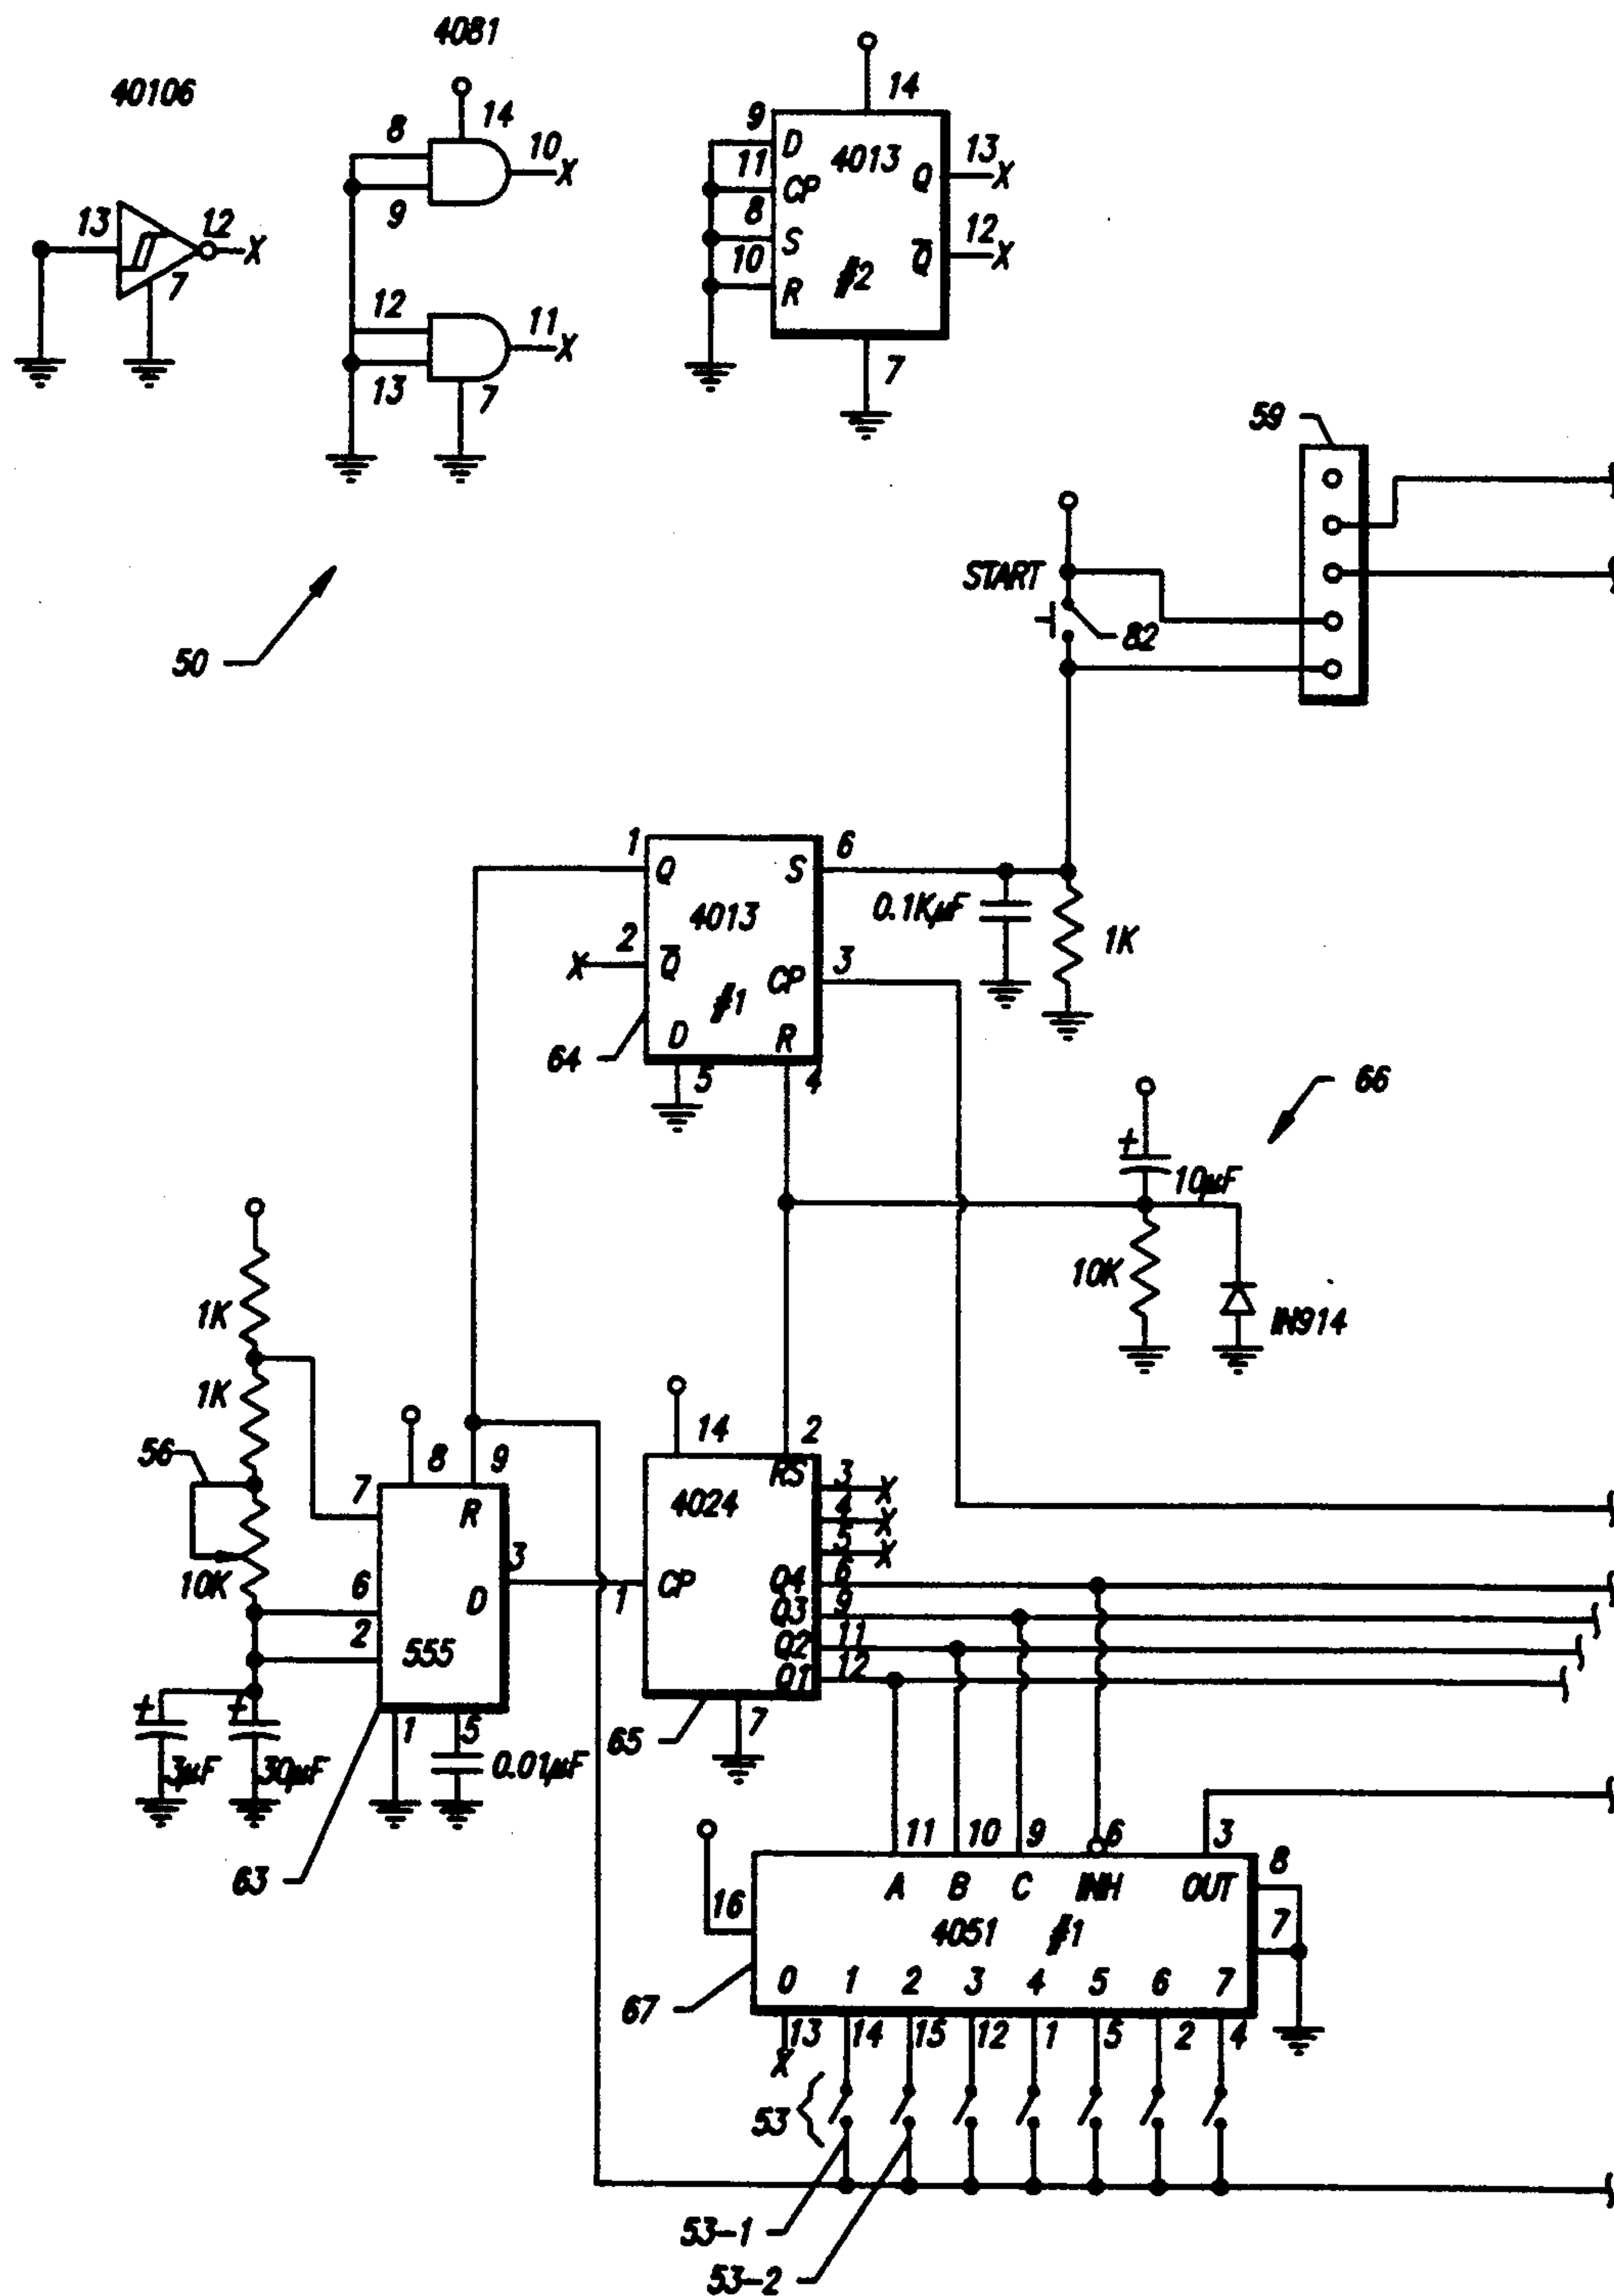 4081
40106
14
8
10
X
9
13
12
X
7
12
11
X
13
7
14
9
D
4013
13
11
CP
Q
X
8
S
12
10
#2
Q̅
X
R
7
59
START
82
50
1
Q
S
6
4013
0.1KµF
1K
2
X
Q̅
CP
3
#1
D
R
64
5
4
66
+
10µF
10K
IN914
1K
1K
56
10K
8
9
7
R
6
D
3
2
555
+
+
3µF
30µF
1
5
0.01µF
63
14
2
RS
4024
3
X
4
X
5
X
1
CP
Q4
6
Q3
9
Q2
11
Q1
12
65
7
11
10
9
6
3
8
A
B
C
INH
OUT
16
4051
#1
7
0
1
2
3
4
5
6
7
67
13
14
15
12
1
5
2
4
X
53
53-1
53-2